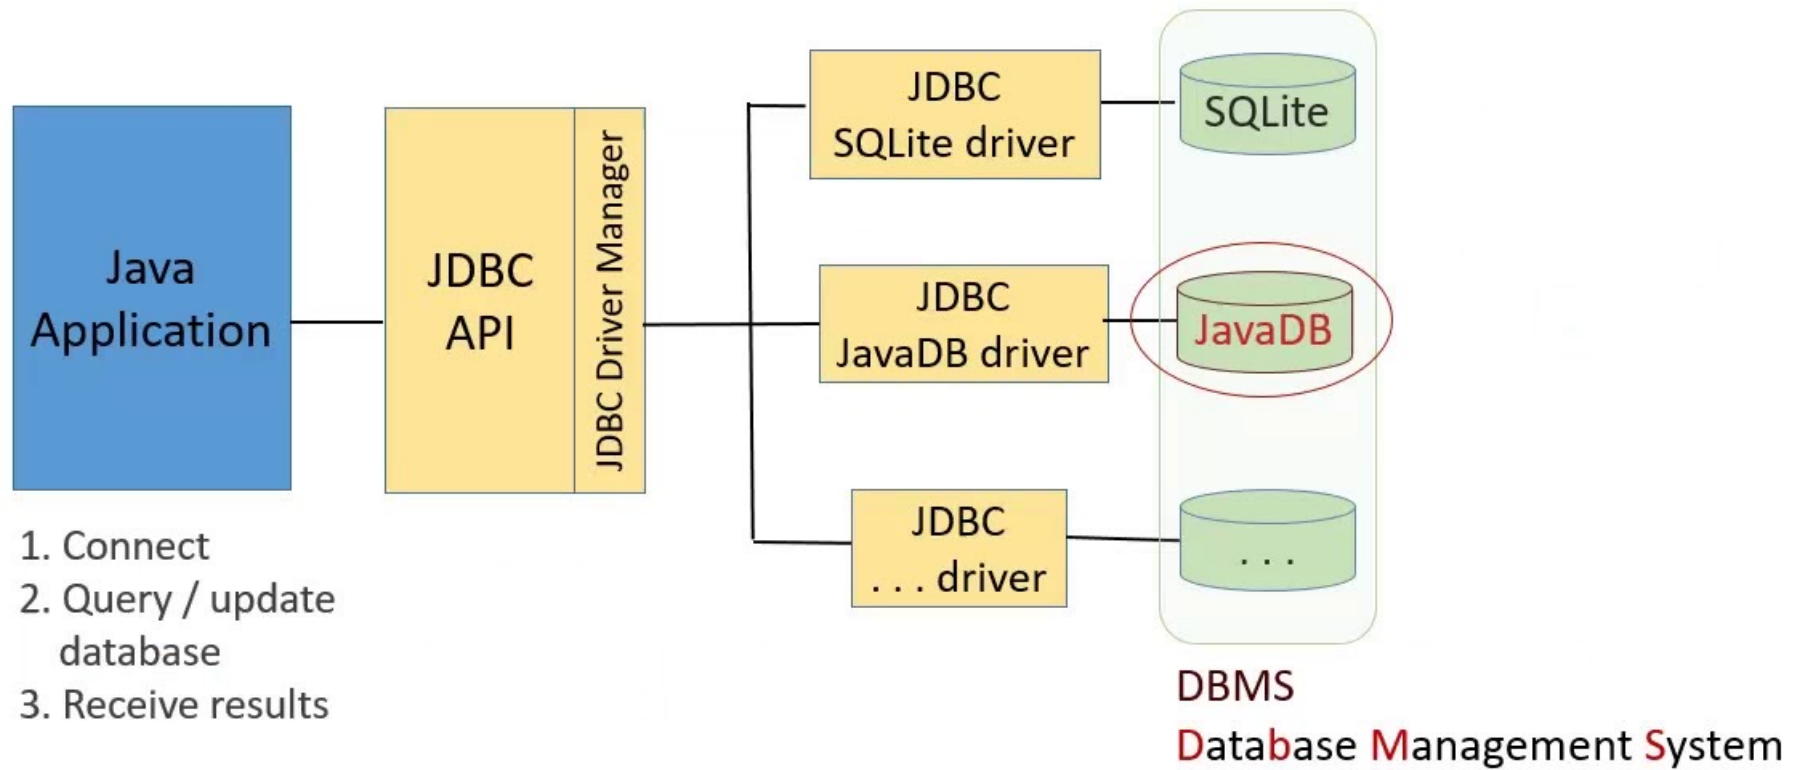 Java
Application
JDBC
API
JDBC Driver Manager
JDBC
SQLite driver
SQLite
JDBC
JavaDB driver
JavaDB
JDBC
. . . driver
. . .
1. Connect
2. Query / update
database
3. Receive results
DBMS
Database Management System